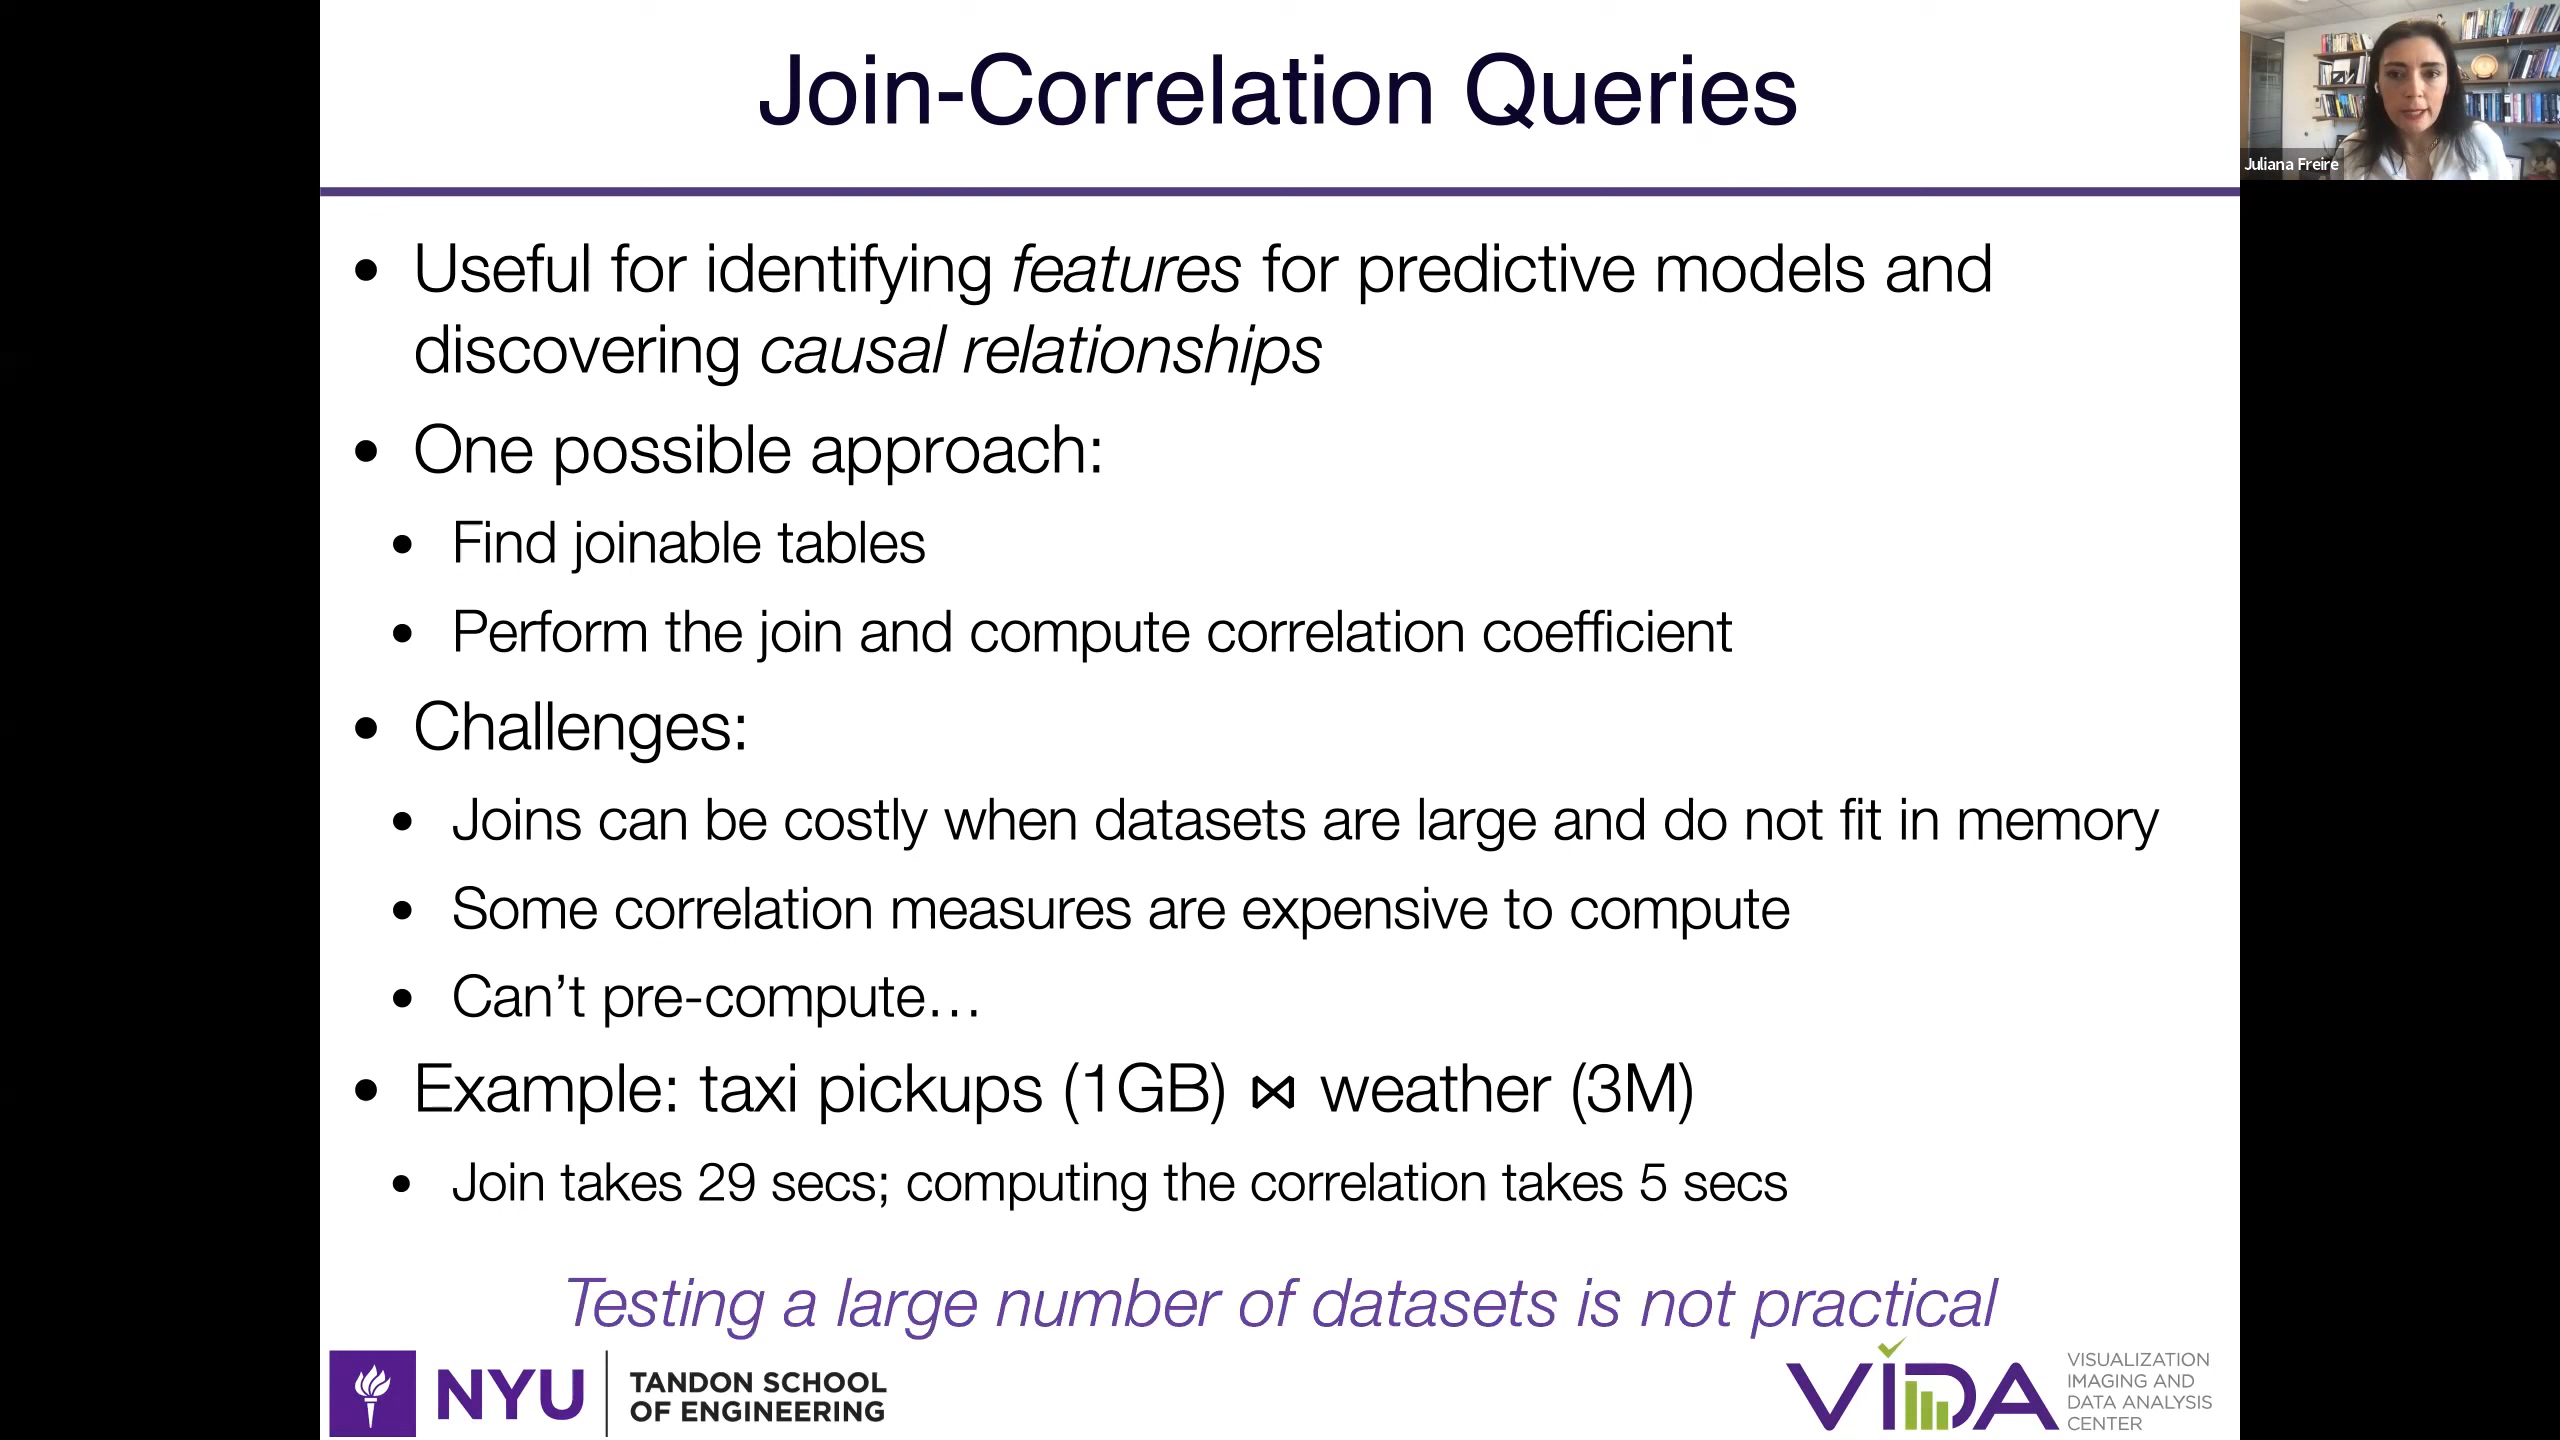 Join-Correlation Queries
Juliana Freire
• Useful for identifying features for predictive models and
discovering causal relationships
• One possible approach:
• Find joinable tables
• Perform the join and compute correlation coefficient
• Challenges:
• Joins can be costly when datasets are large and do not fit in memory
• Some correlation measures are expensive to compute
• Can’t pre-compute…
• Example: taxi pickups (1GB) ⋈ weather (3M)
• Join takes 29 secs; computing the correlation takes 5 secs
Testing a large number of datasets is not practical
NYU
TANDON SCHOOL
OF ENGINEERING
VIDA
VISUALIZATION
IMAGING AND
DATA ANALYSIS
CENTER